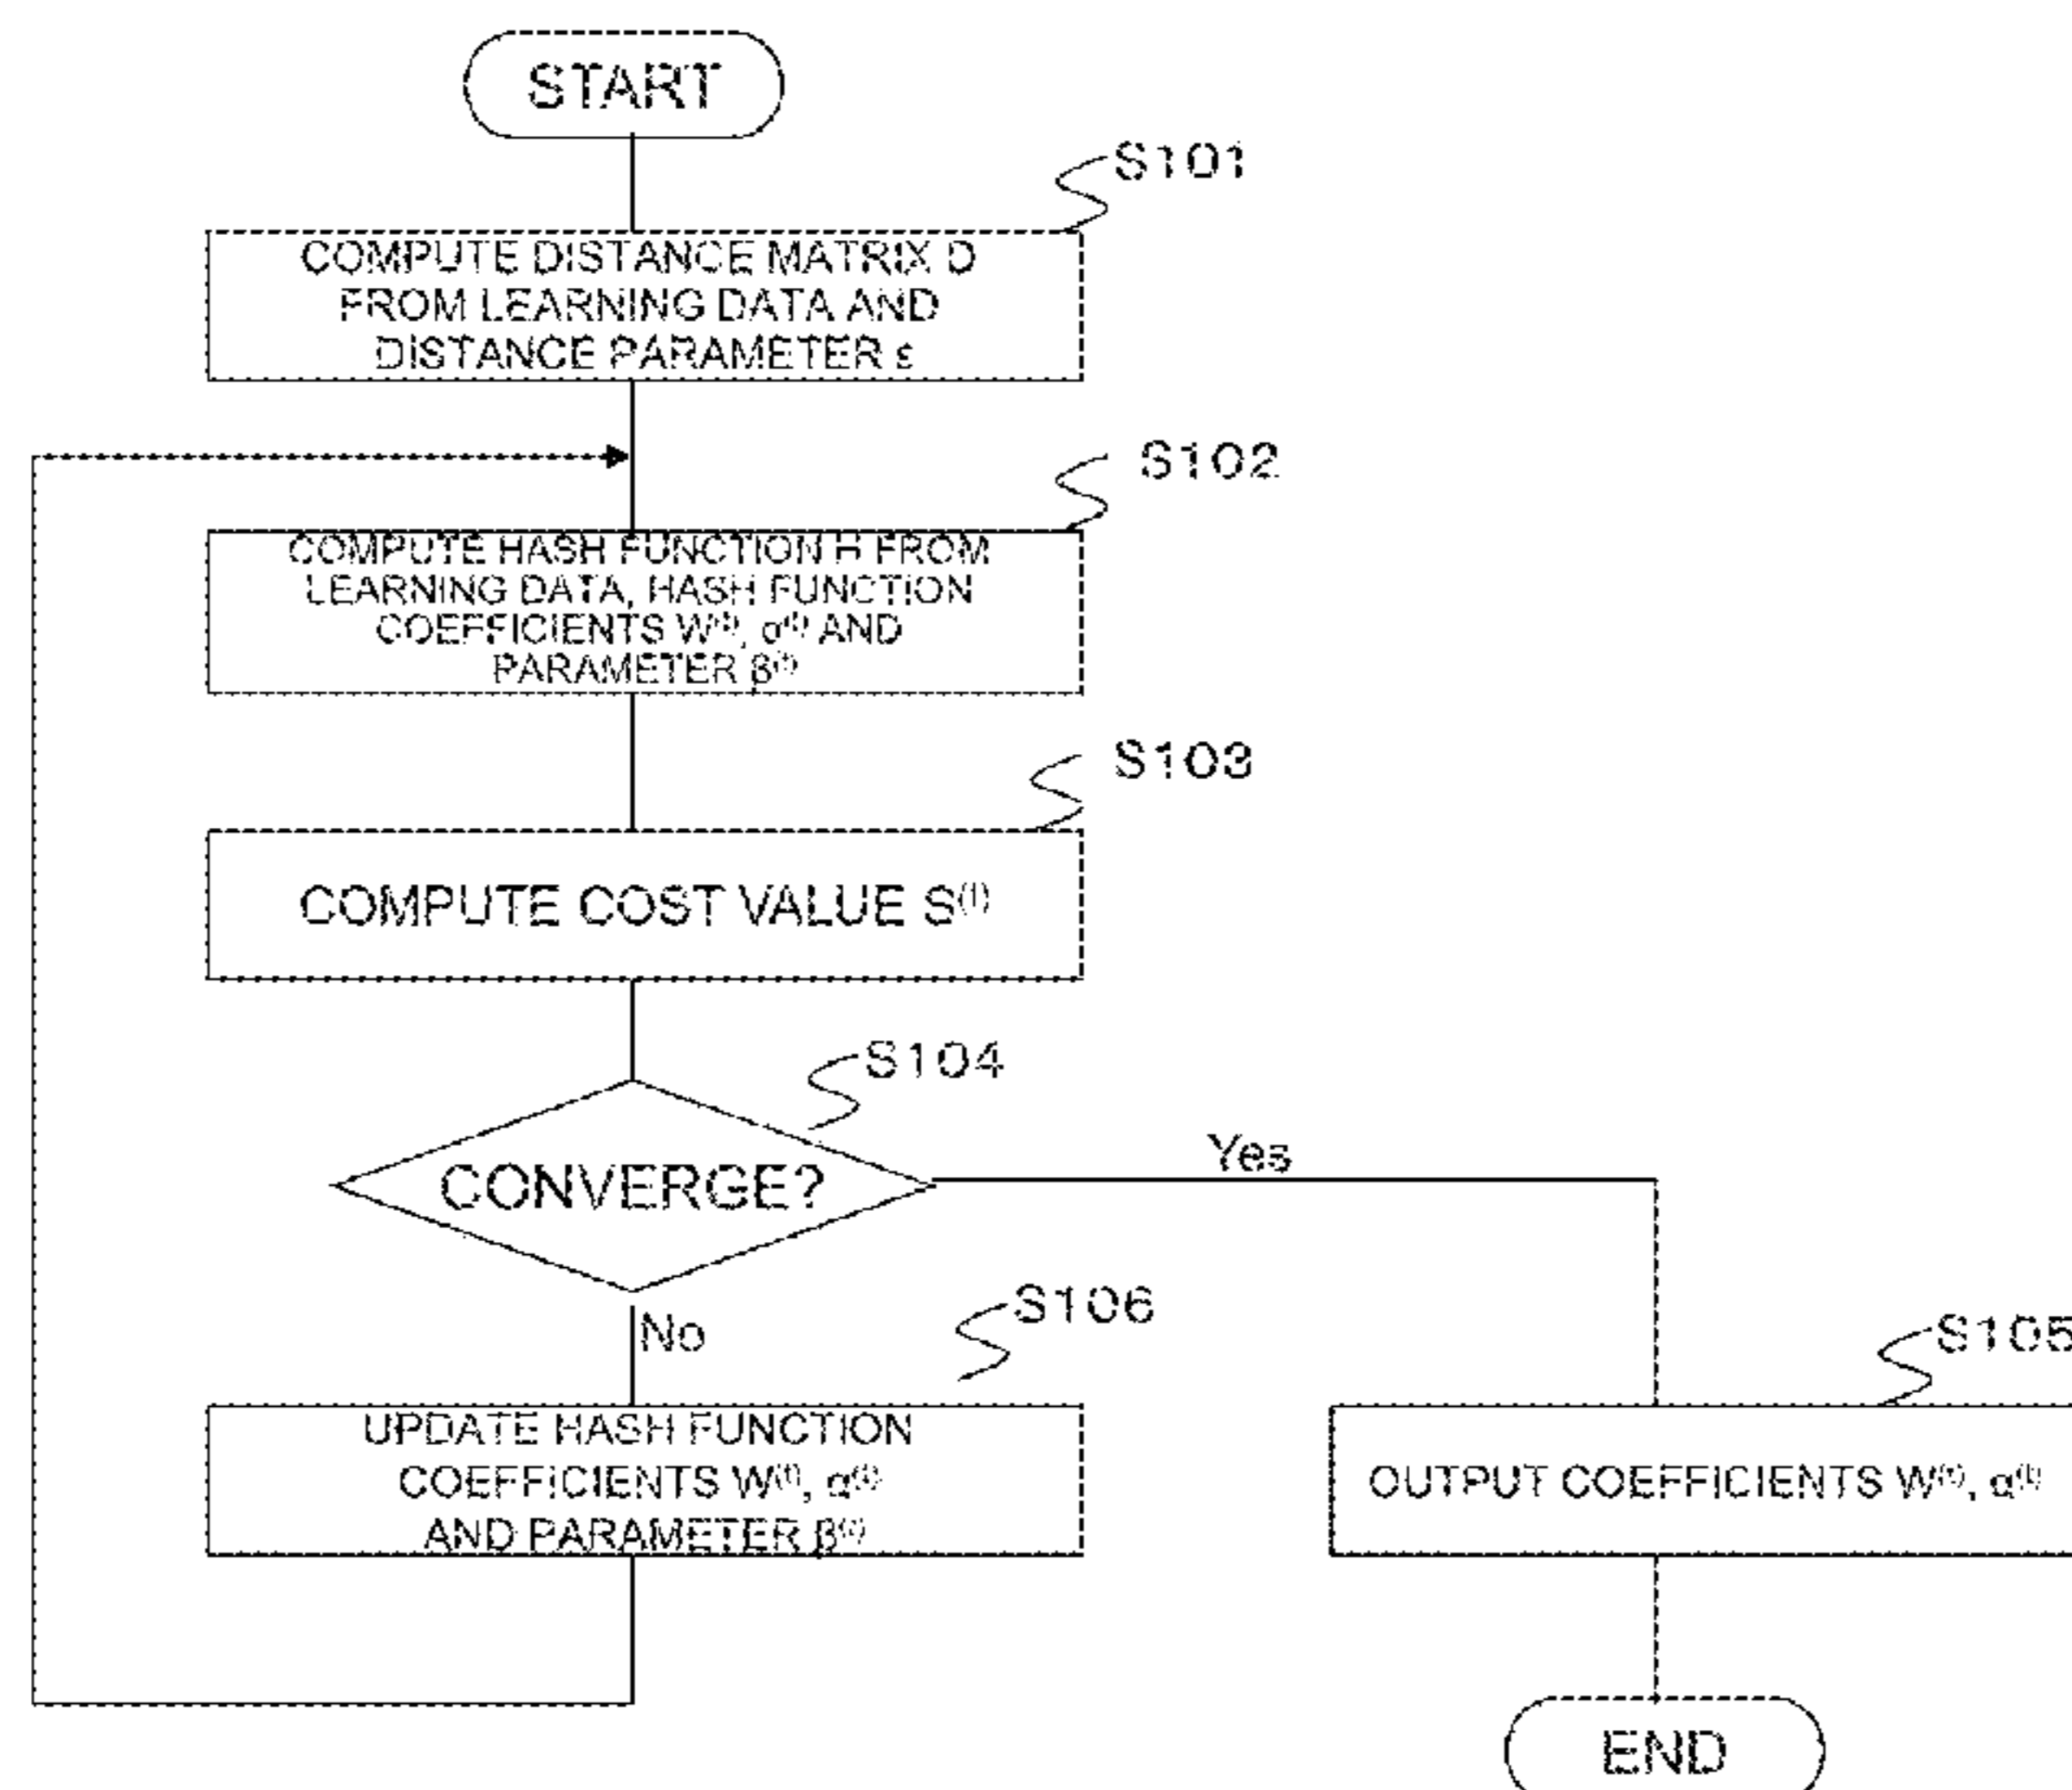 START
S101
COMPUTE DISTANCE MATRIX D
FROM LEARNING DATA AND
DISTANCE PARAMETER ε
S102
COMPUTE HASH FUNCTION H FROM
LEARNING DATA, HASH FUNCTION
COEFFICIENTS W⁽ᵗ⁾, α⁽ᵗ⁾ AND
PARAMETER β⁽ᵗ⁾
S103
COMPUTE COST VALUE S⁽ᵗ⁾
S104
CONVERGE?
Yes
No
S106
UPDATE HASH FUNCTION
COEFFICIENTS W⁽ᵗ⁾, α⁽ᵗ⁾
AND PARAMETER β⁽ᵗ⁾
S105
OUTPUT COEFFICIENTS W⁽ᵗ⁾, α⁽ᵗ⁾
END